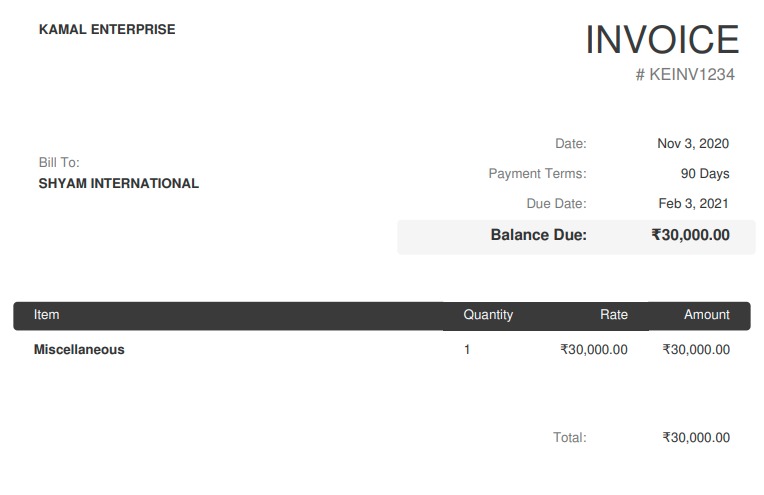 KAMAL ENTERPRISE
INVOICE
# KEINV1234
Bill To:
SHYAM INTERNATIONAL
Date: Nov 3, 2020
Payment Terms: 90 Days
Due Date: Feb 3, 2021
Balance Due: ₹30,000.00
Item Quantity Rate Amount
Miscellaneous 1 ₹30,000.00 ₹30,000.00
Total: ₹30,000.00